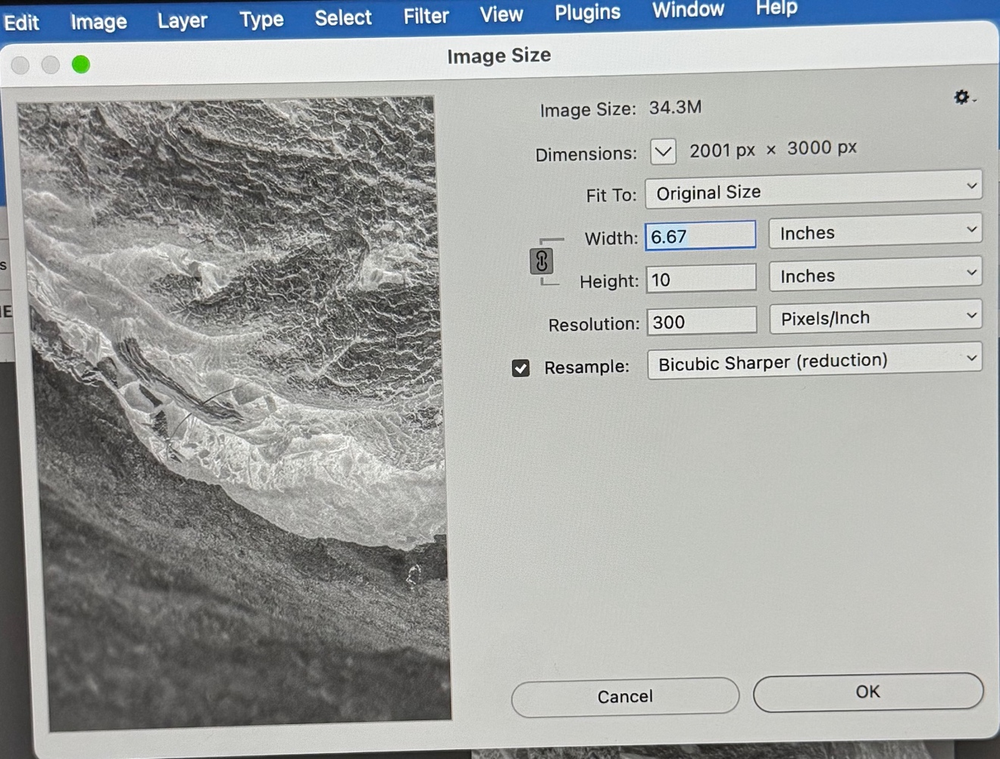 Edit Image Layer Type Select Filter View Plugins Window Help
Image Size
Image Size: 34.3M
Dimensions: 2001 px × 3000 px
Fit To: Original Size
Width: 6.67 Inches
Height: 10 Inches
Resolution: 300 Pixels/Inch
Resample: Bicubic Sharper (reduction)
Cancel OK